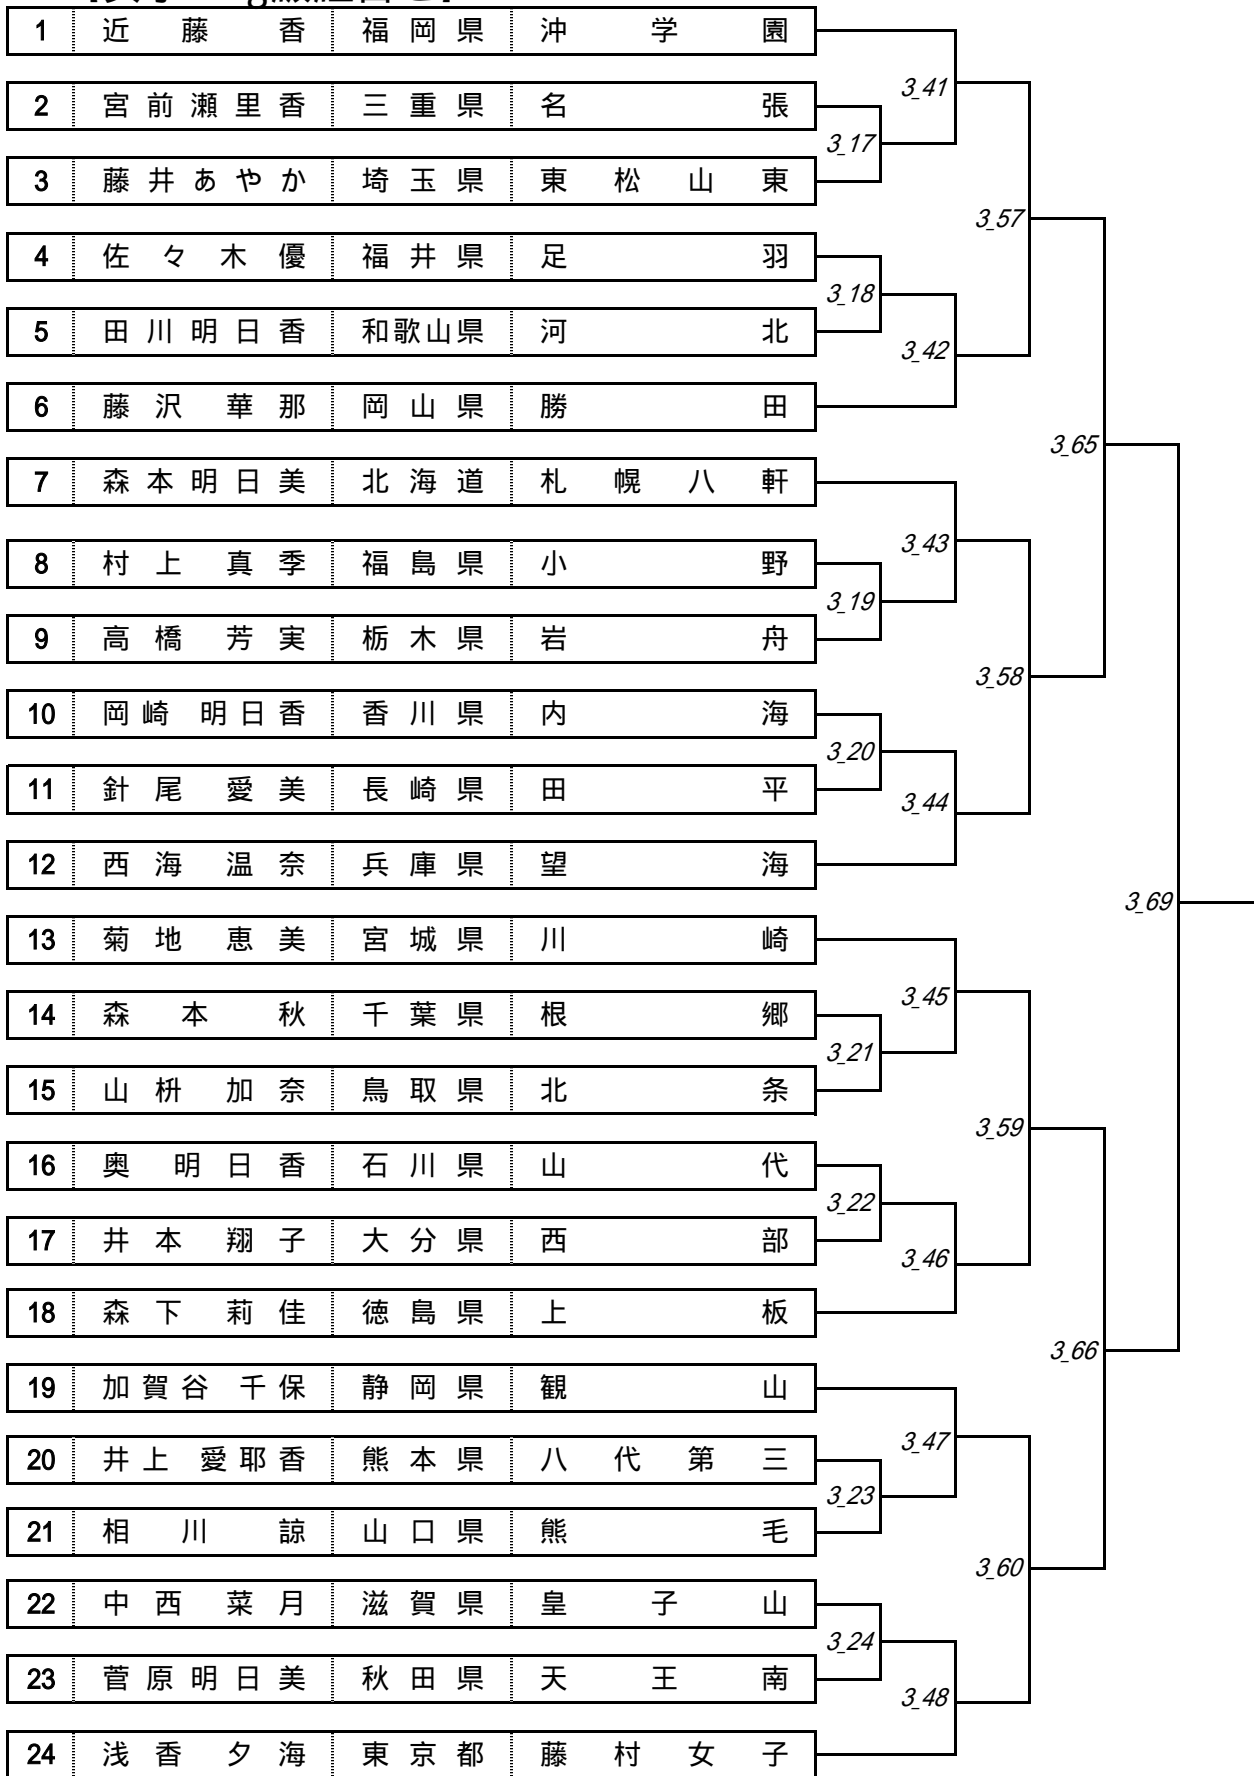 1 近藤香 福岡県 沖学園
2 宮前瀬里香 三重県 名張
3_41
3_17
3 藤井あやか 埼玉県 東松山東
3_57
4 佐々木優 福井県 足羽
3_18
5 田川明日香 和歌山県 河北
3_42
6 藤沢華那 岡山県 勝田
3_65
7 森本明日美 北海道 札幌八軒
3_43
8 村上真季 福島県 小野
3_19
9 高橋芳実 栃木県 岩舟
3_58
10 岡崎明日香 香川県 内海
3_20
11 針尾愛美 長崎県 田平
3_44
12 西海温奈 兵庫県 望海
3_69
13 菊地恵美 宮城県 川崎
3_45
14 森本秋 千葉県 根郷
3_21
15 山枡加奈 鳥取県 北条
3_59
16 奥明日香 石川県 山代
3_22
17 井本翔子 大分県 西部
3_46
18 森下莉佳 徳島県 上板
3_66
19 加賀谷千保 静岡県 観山
3_47
20 井上愛耶香 熊本県 八代第三
3_23
21 相川諒 山口県 熊毛
3_60
22 中西菜月 滋賀県 皇子山
3_24
23 菅原明日美 秋田県 天王南
3_48
24 浅香夕海 東京都 藤村女子